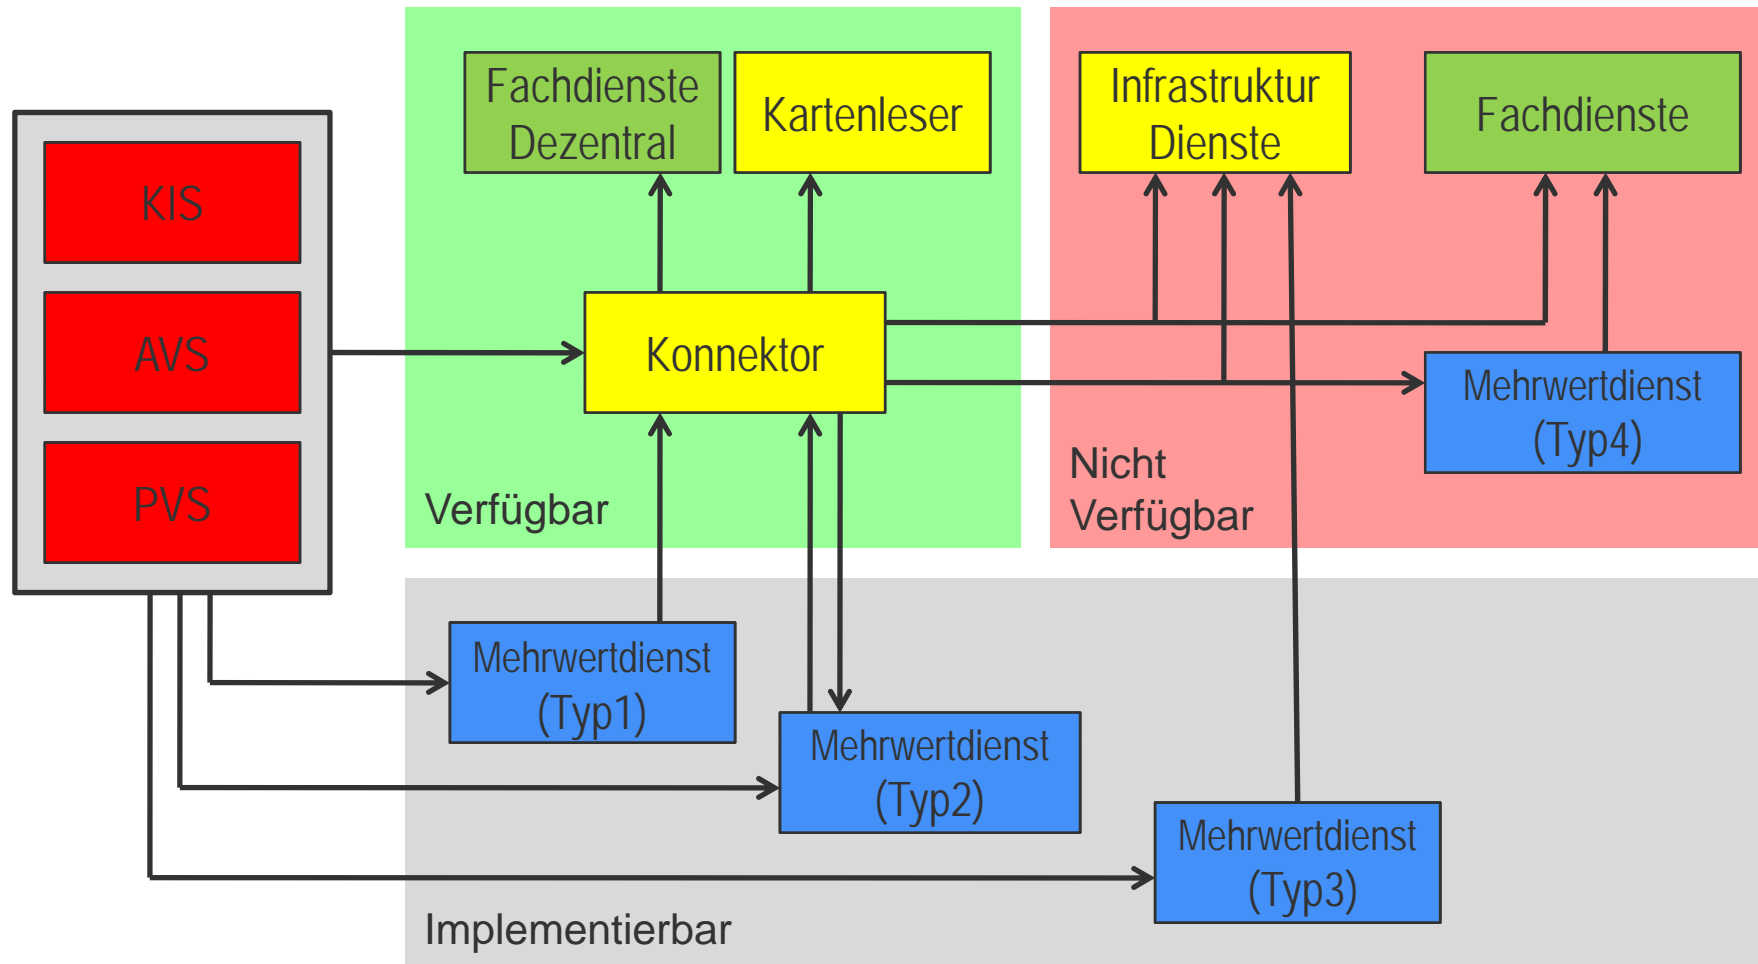 KIS
AVS
PVS
Fachdienste
Dezentral
Kartenleser
Konnektor
Verfügbar
Infrastruktur
Dienste
Fachdienste
Mehrwertdienst
(Typ4)
Nicht
Verfügbar
Mehrwertdienst
(Typ1)
Mehrwertdienst
(Typ2)
Mehrwertdienst
(Typ3)
Implementierbar